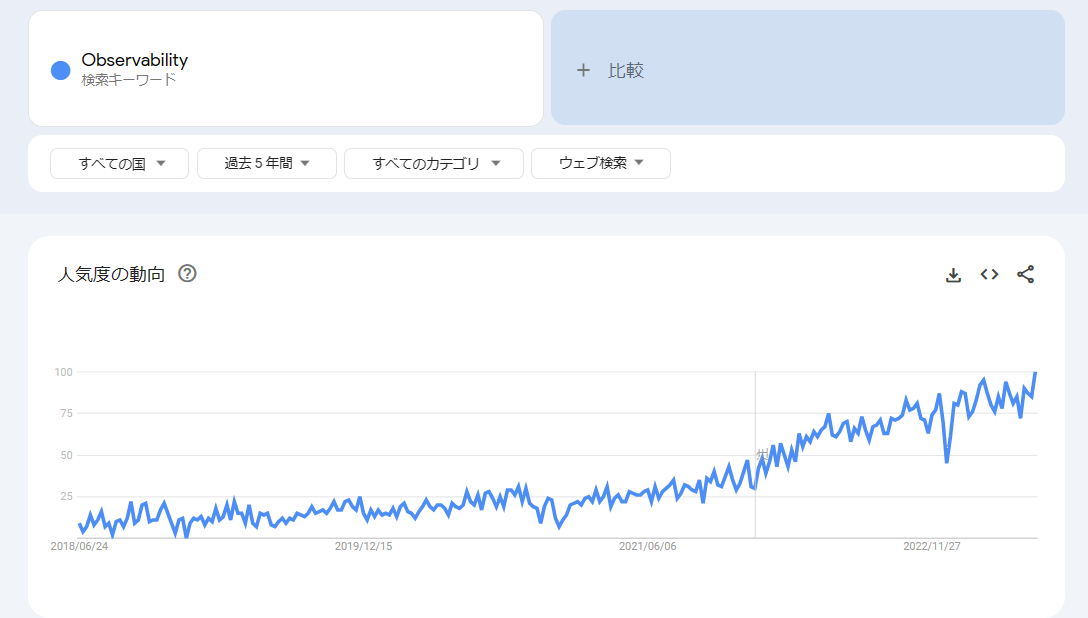 Observability
検索キーワード
+ 比較
すべての国
過去 5 年間
すべてのカテゴリ
ウェブ検索
人気度の動向
100
75
50
25
2018/06/24
2019/12/15
2021/06/06
2022/11/27